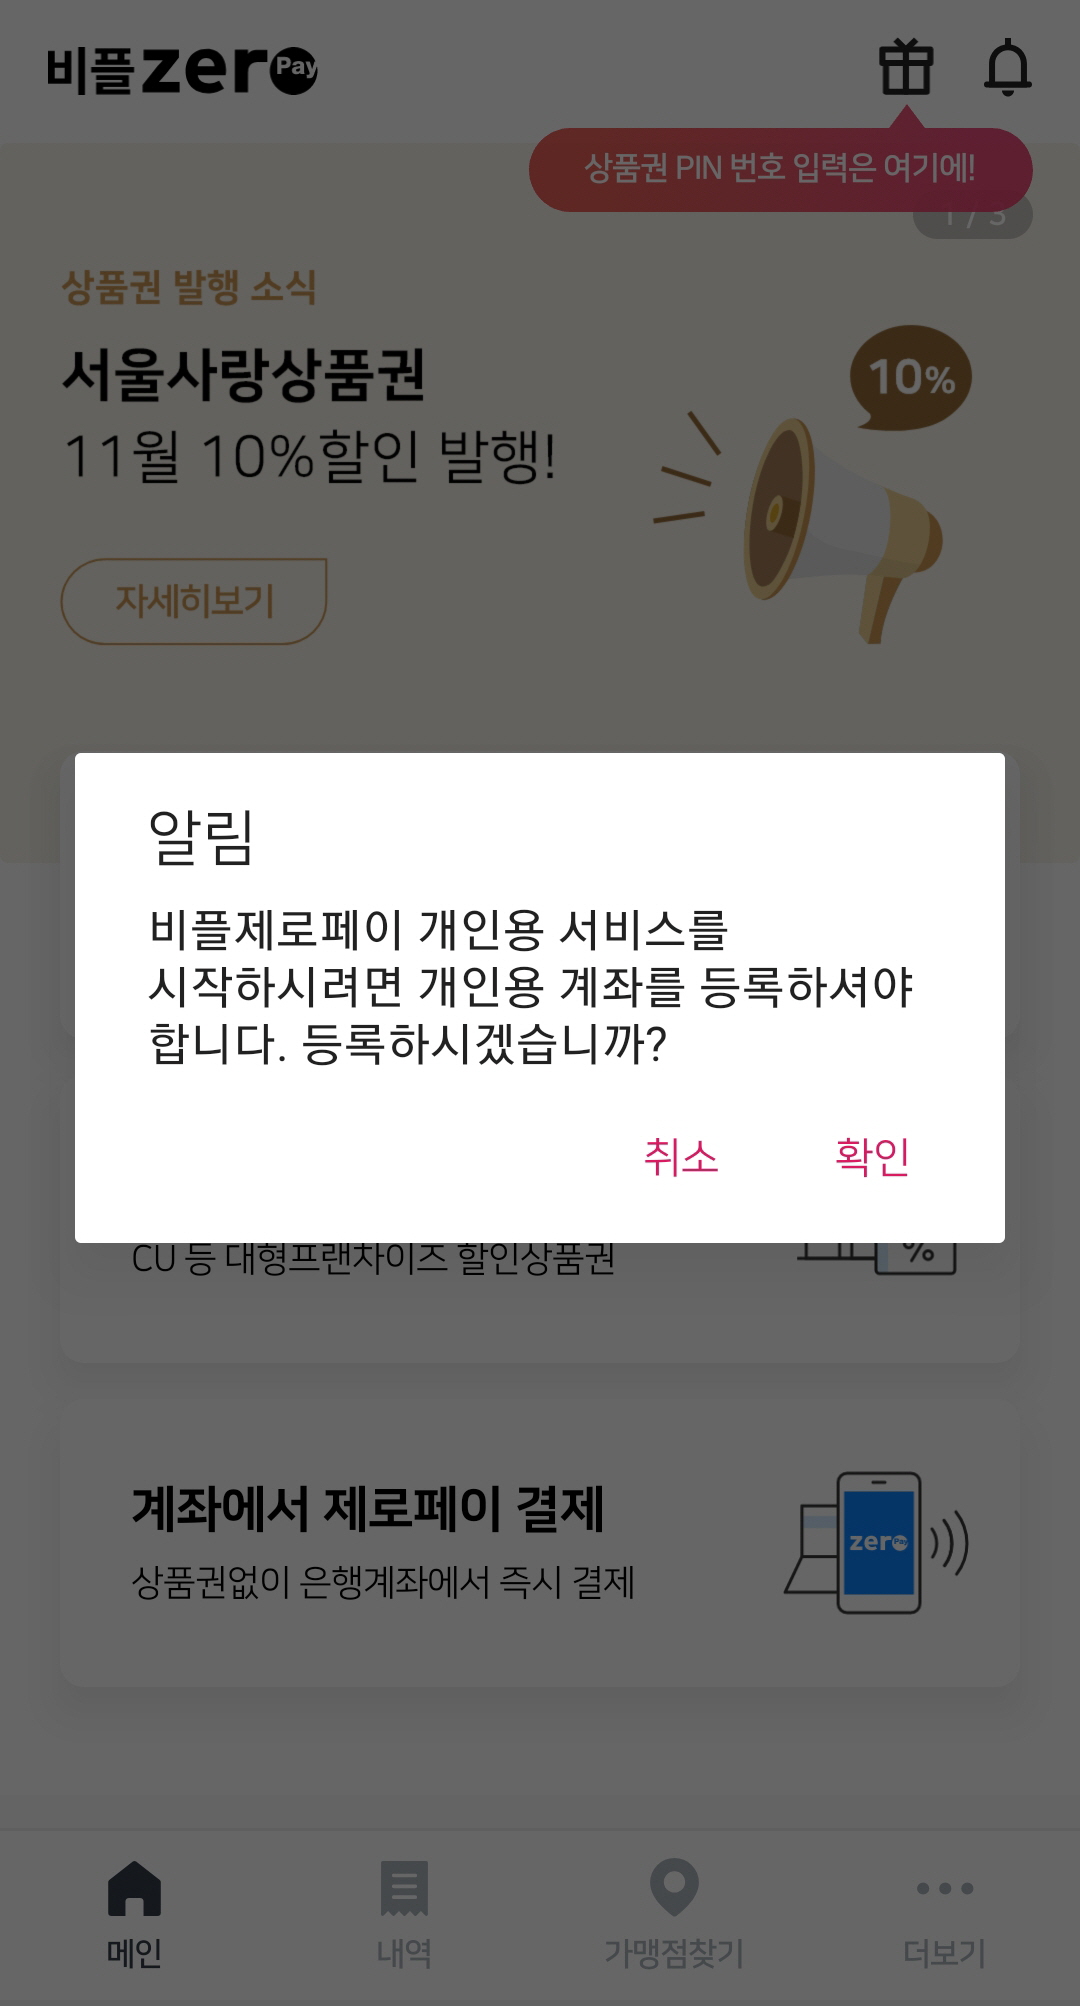 비플zeroPay
상품권 PIN 번호 입력은 여기에!
1 / 3
상품권 발행 소식
서울사랑상품권
11월 10%할인 발행!
10%
자세히보기
알림
비플제로페이 개인용 서비스를
시작하시려면 개인용 계좌를 등록하셔야
합니다. 등록하시겠습니까?
취소
확인
CU 등 대형프랜차이즈 할인상품권
%
계좌에서 제로페이 결제
상품권없이 은행계좌에서 즉시 결제
zeroPay
메인
내역
가맹점찾기
더보기